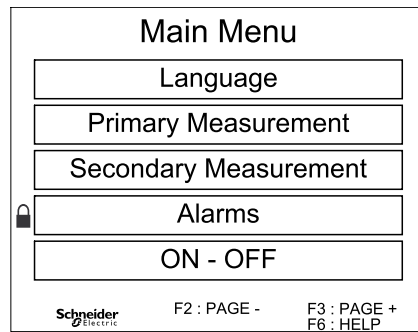 Main Menu
Language
Primary Measurement
Secondary Measurement
Alarms
ON - OFF
Schneider
Electric
F2 : PAGE -
F3 : PAGE +
F6 : HELP